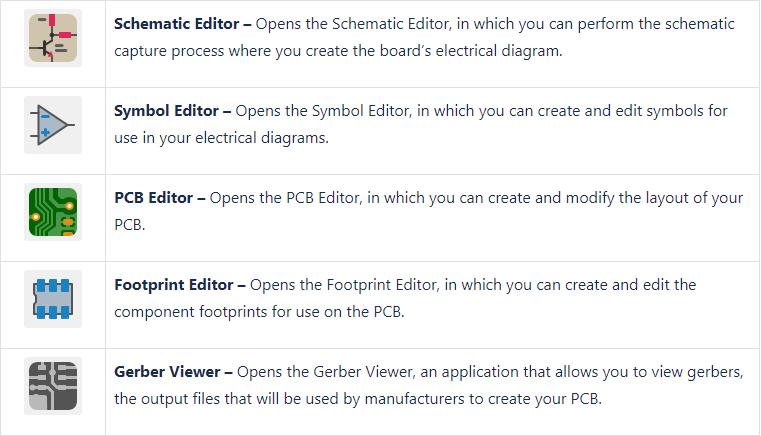 Schematic Editor – Opens the Schematic Editor, in which you can perform the schematic
capture process where you create the board’s electrical diagram.
Symbol Editor – Opens the Symbol Editor, in which you can create and edit symbols for
use in your electrical diagrams.
PCB Editor – Opens the PCB Editor, in which you can create and modify the layout of your
PCB.
Footprint Editor – Opens the Footprint Editor, in which you can create and edit the
component footprints for use on the PCB.
Gerber Viewer – Opens the Gerber Viewer, an application that allows you to view gerbers,
the output files that will be used by manufacturers to create your PCB.